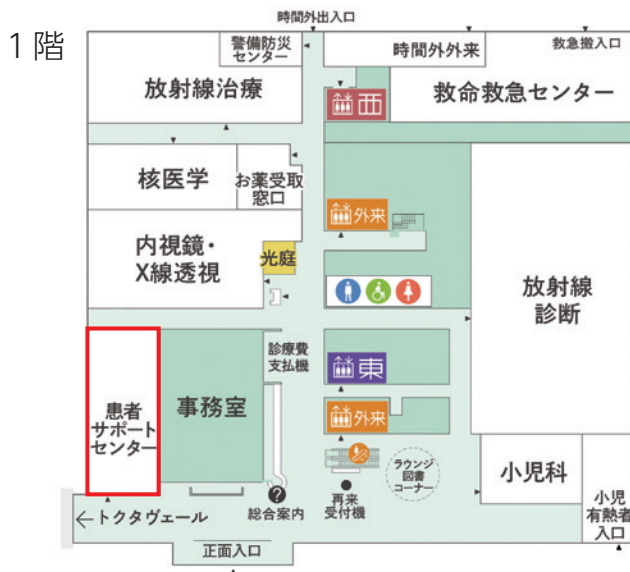 1階
時間外出入口
警備防災
センター
時間外外来
救急搬入口
放射線治療
西
救命救急センター
核医学
お薬受取
窓口
外来
内視鏡・
X線透視
光庭
放射線
診断
診療費
支払機
東
患者
サポート
センター
事務室
外来
ラウンジ
図書
コーナー
小児科
?
総合案内
再来
受付機
小児
有熱者
入口
←トクタヴェール
正面入口